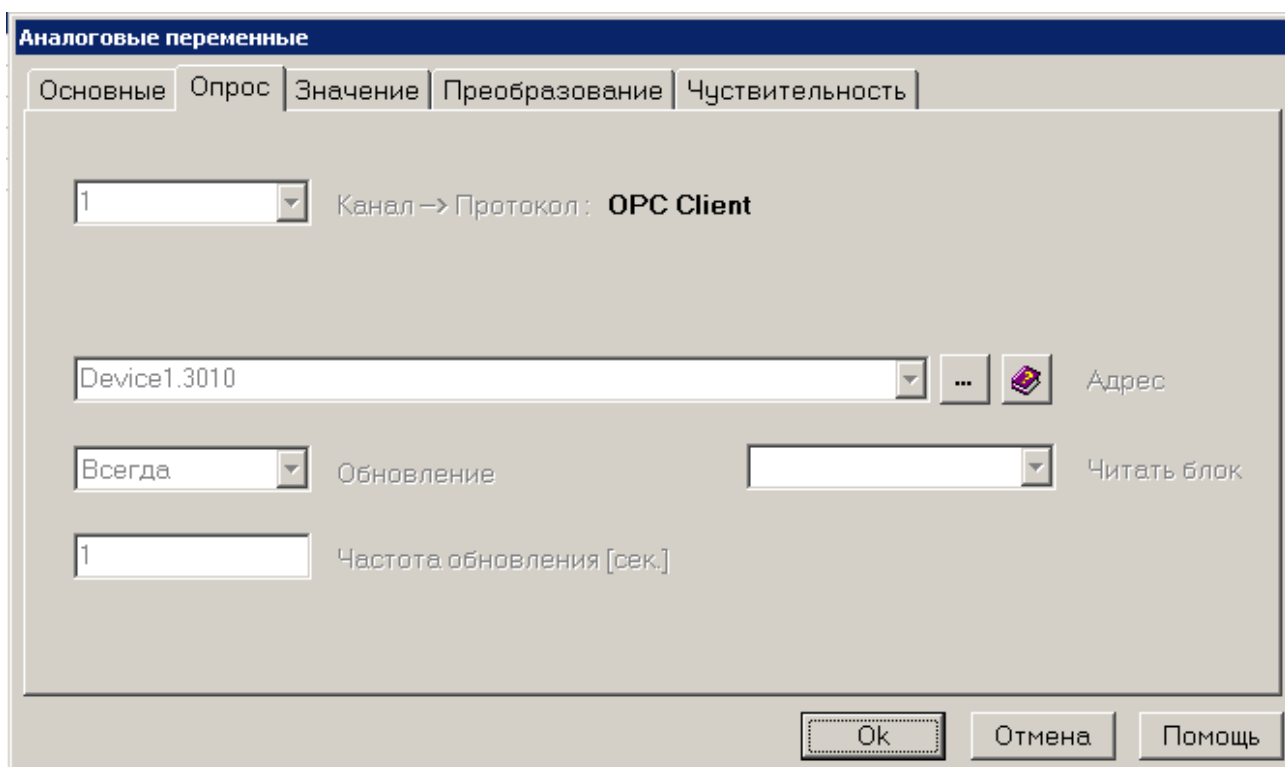 Аналоговые переменные
Основные Опрос Значение Преобразование Чуствительность
1 Канал —> Протокол : OPC Client
Device1.3010 ... Адрес
Всегда Обновление Читать блок
1 Частота обновления [сек.]
Ok Отмена Помощь